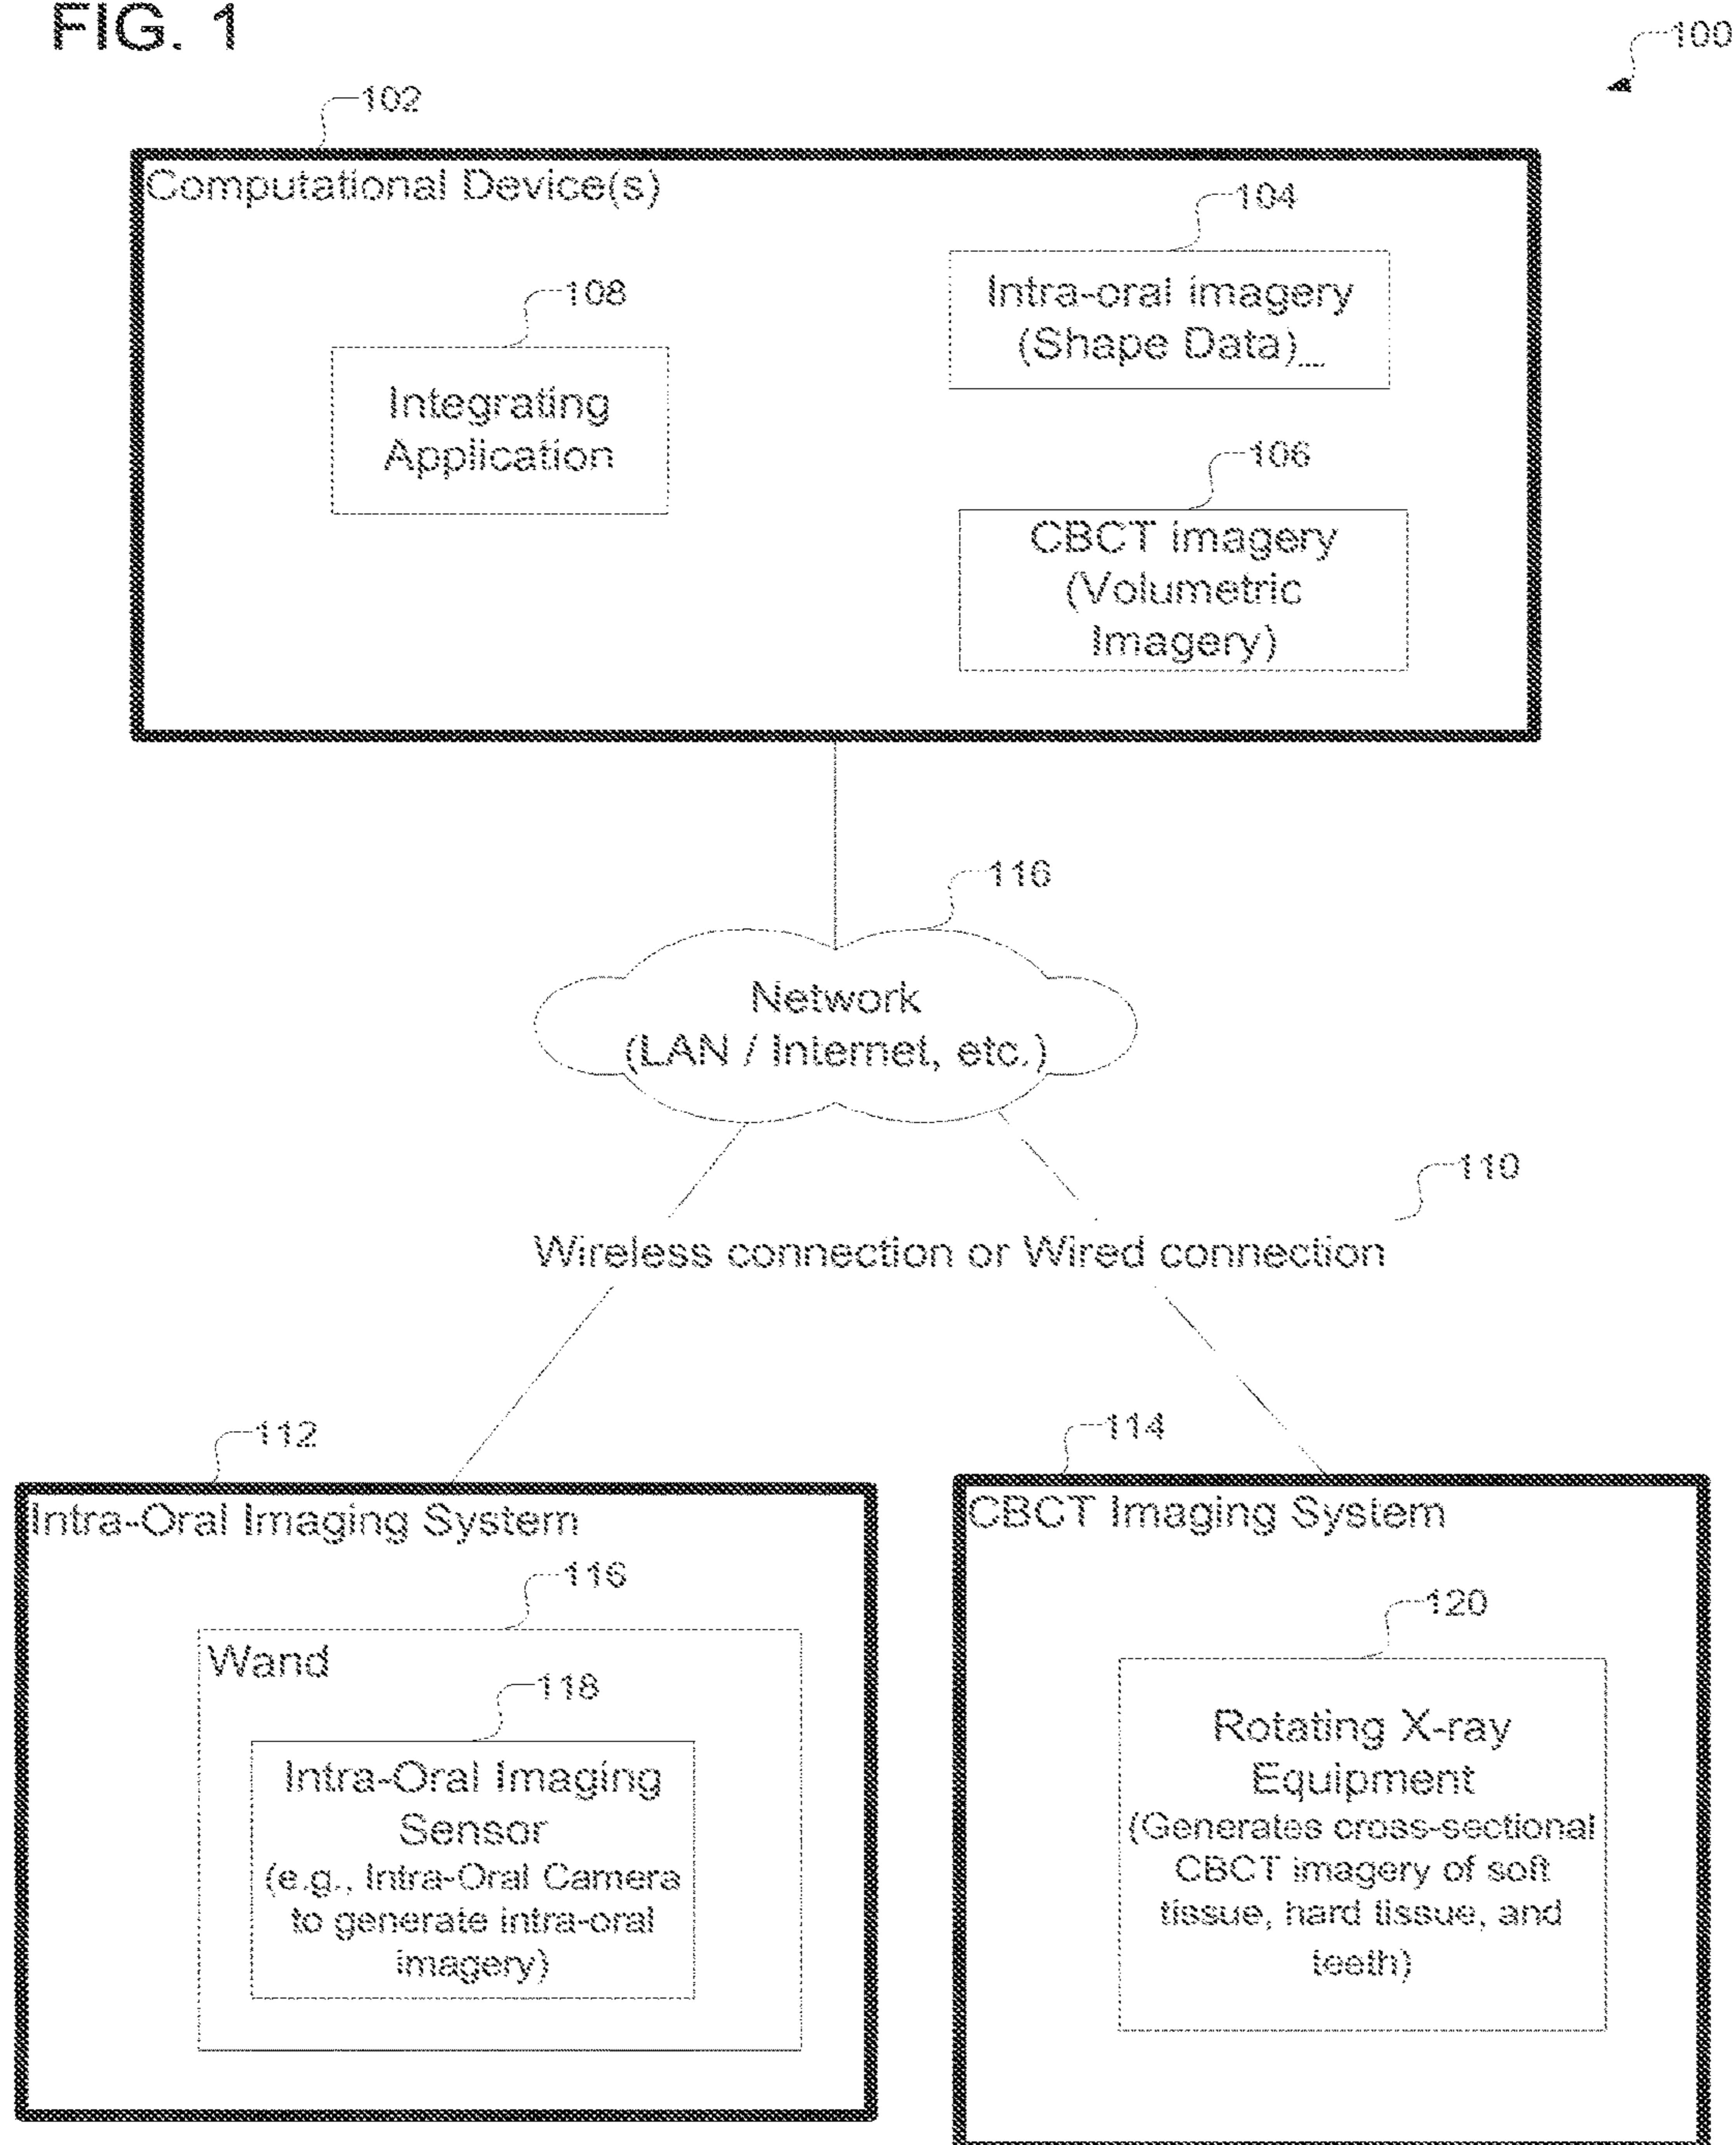 FIG. 1
100
102
Computational Device(s)
104
Intra-oral imagery
(Shape Data)
108
Integrating
Application
106
CBCT imagery
(Volumetric
Imagery)
116
Network
(LAN / Internet, etc.)
110
Wireless connection or Wired connection
112
Intra-Oral Imaging System
116
Wand
118
Intra-Oral Imaging
Sensor
(e.g., Intra-Oral Camera
to generate intra-oral
imagery)
114
CBCT Imaging System
120
Rotating X-ray
Equipment
(Generates cross-sectional
CBCT imagery of soft
tissue, hard tissue, and
teeth)